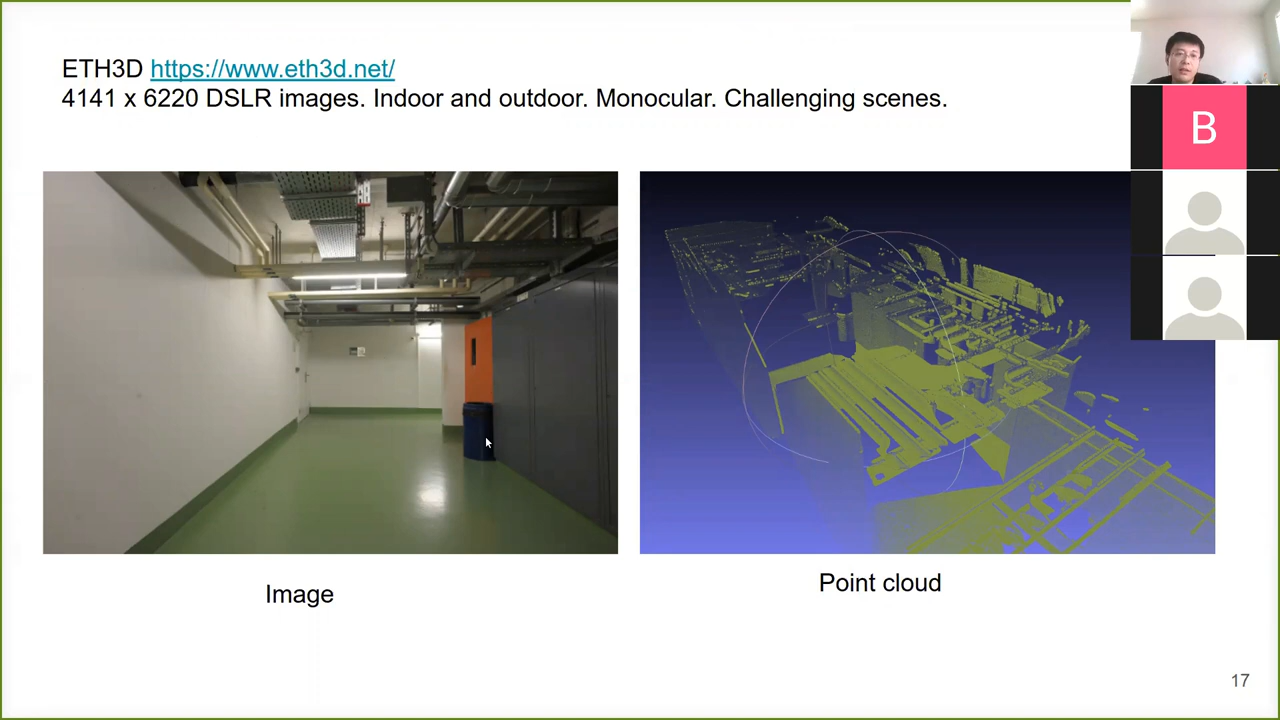 ETH3D https://www.eth3d.net/
4141 x 6220 DSLR images. Indoor and outdoor. Monocular. Challenging scenes.
B
Image
Point cloud
17